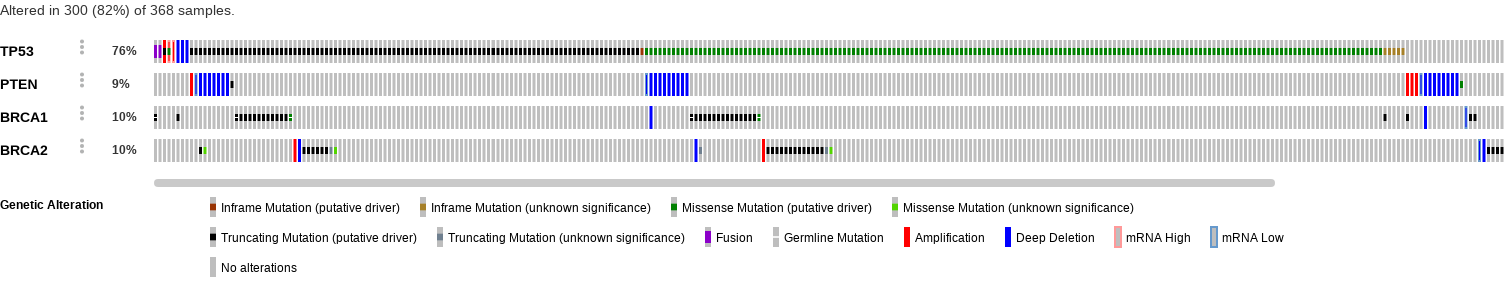 Altered in 300 (82%) of 368 samples.
TP53 76%
PTEN 9%
BRCA1 10%
BRCA2 10%
Genetic Alteration
Inframe Mutation (putative driver) Inframe Mutation (unknown significance) Missense Mutation (putative driver) Missense Mutation (unknown significance)
Truncating Mutation (putative driver) Truncating Mutation (unknown significance) Fusion Germline Mutation Amplification Deep Deletion mRNA High mRNA Low
No alterations